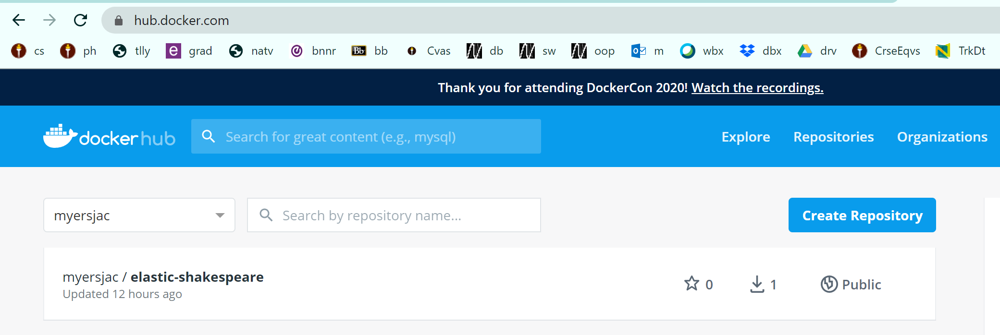 hub.docker.com
cs ph tlly e grad natv bnnr Bb bb Cvas db sw oop m wbx dbx drv CrseEqvs TrkDt
Thank you for attending DockerCon 2020! Watch the recordings.
dockerhub Search for great content (e.g., mysql) Explore Repositories Organizations
myersjac Search by repository name... Create Repository
myersjac / elastic-shakespeare
Updated 12 hours ago
0 1 Public